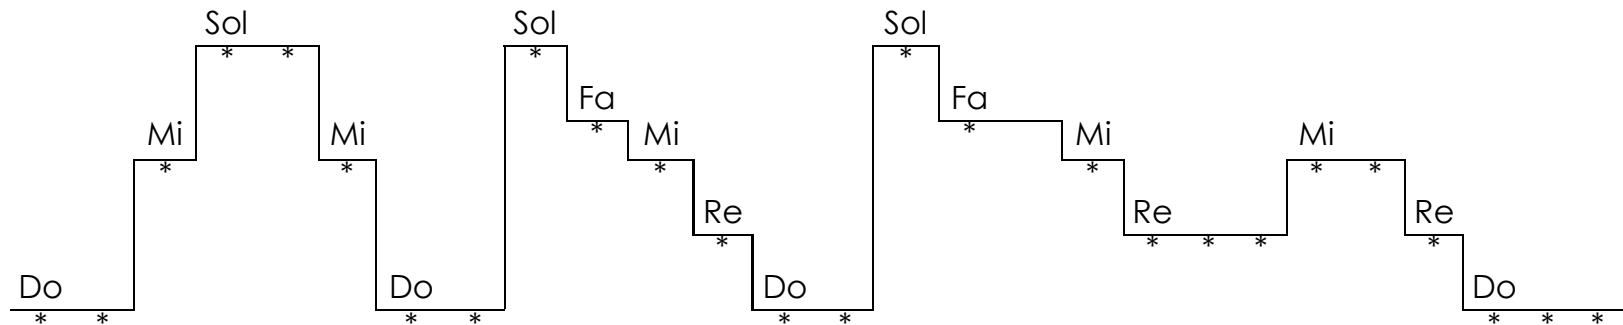 Sol Sol Sol
Fa Fa
Mi Mi Mi Mi Mi
Re Re Re
Do Do Do Do